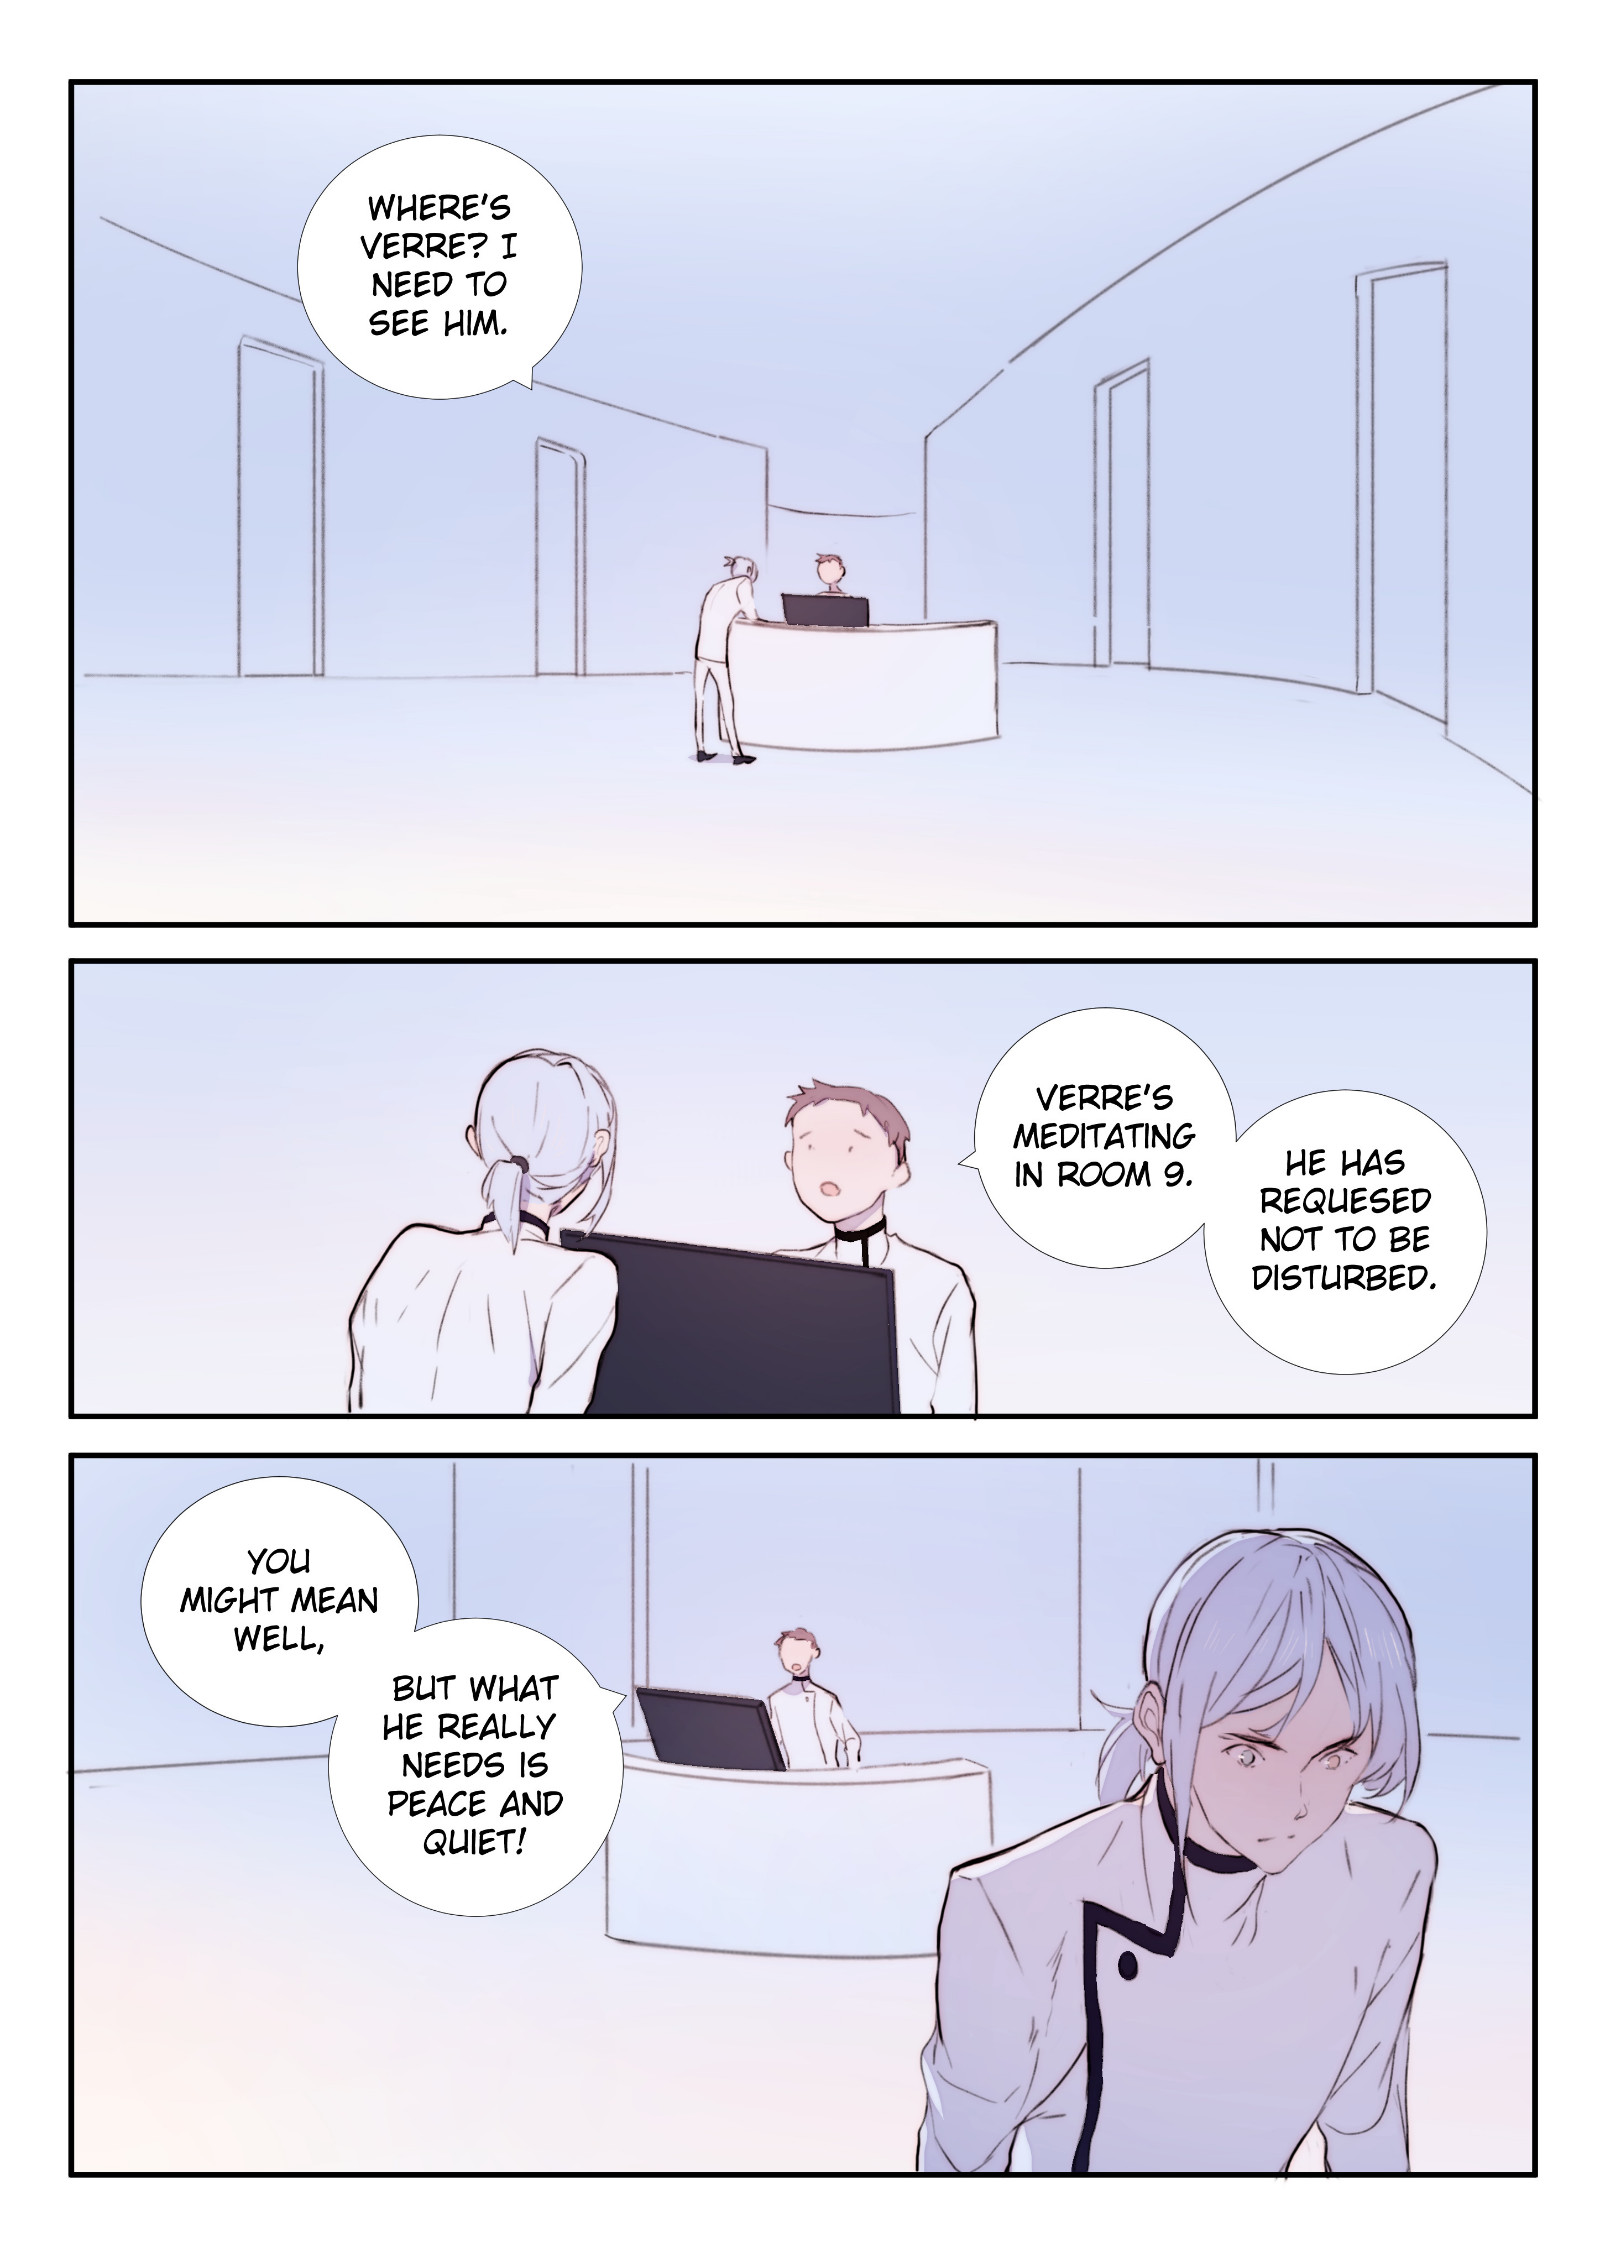 WHERE'S
VERRE? I
NEED TO
SEE HIM.
VERRE'S
MEDITATING
IN ROOM 9.
HE HAS
REQUESED
NOT TO BE
DISTURBED.
YOU
MIGHT MEAN
WELL,
BUT WHAT
HE REALLY
NEEDS IS
PEACE AND
QUIET!